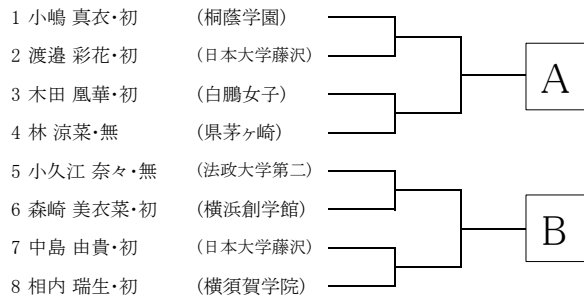 1 小嶋 真衣・初 (桐蔭学園)
2 渡邉 彩花・初 (日本大学藤沢)
A
3 木田 凰華・初 (白鵬女子)
4 林 涼菜・無 (県茅ヶ崎)
5 小久江 奈々・無 (法政大学第二)
6 森崎 美衣菜・初 (横浜創学館)
B
7 中島 由貴・初 (日本大学藤沢)
8 相内 瑞生・初 (横須賀学院)